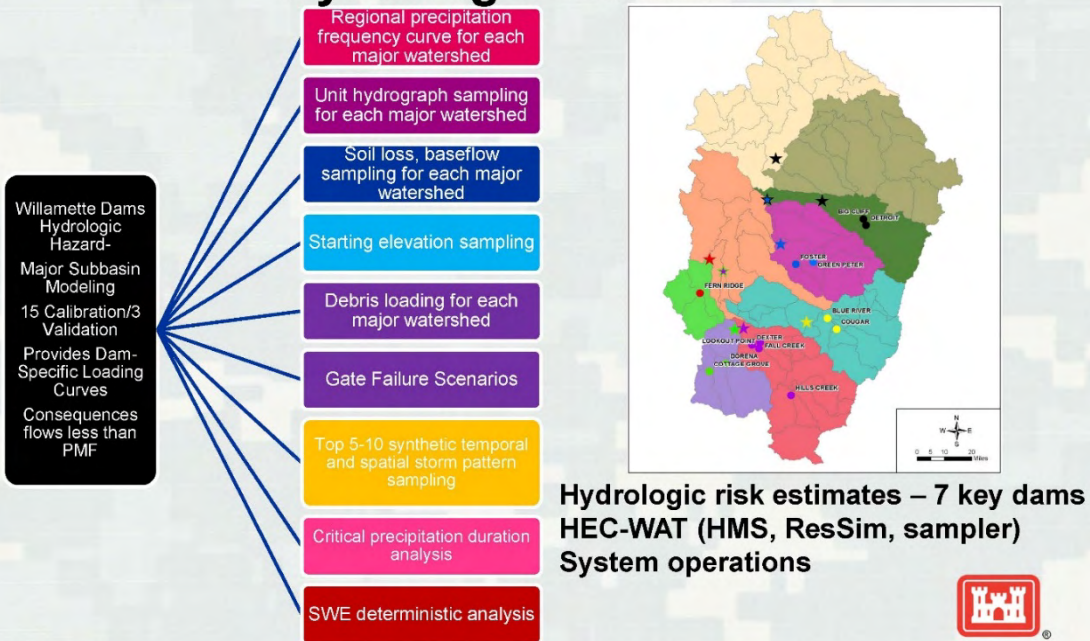 Regional precipitation
frequency curve for each
major watershed
Unit hydrograph sampling
for each major watershed
Soil loss, baseflow
sampling for each major
watershed
Starting elevation sampling
Debris loading for each
major watershed
Gate Failure Scenarios
Top 5-10 synthetic temporal
and spatial storm pattern
sampling
Critical precipitation duration
analysis
SWE deterministic analysis
Willamette Dams
Hydrologic
Hazard-
Major Subbasin
Modeling
15 Calibration/3
Validation
Provides Dam-
Specific Loading
Curves
Consequences
flows less than
PMF
BIG CLIFF
DETROIT
FOSTER
GREEN PETER
FERN RIDGE
BLUE RIVER
COUGAR
DEXTER
LOOKOUT POINT
FALL CREEK
DORENA
COTTAGE GROVE
HILLS CREEK
N
W E
S
0 5 10 20
Miles
Hydrologic risk estimates – 7 key dams
HEC-WAT (HMS, ResSim, sampler)
System operations
®